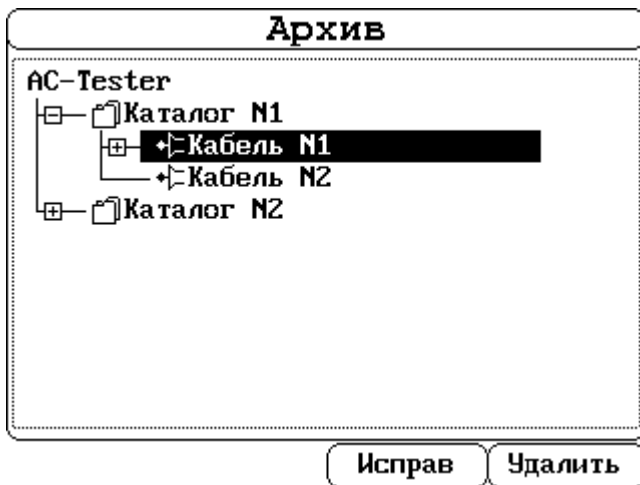 Архив
AC-Tester
Каталог N1
Кабель N1
Кабель N2
Каталог N2
Исправ Удалить